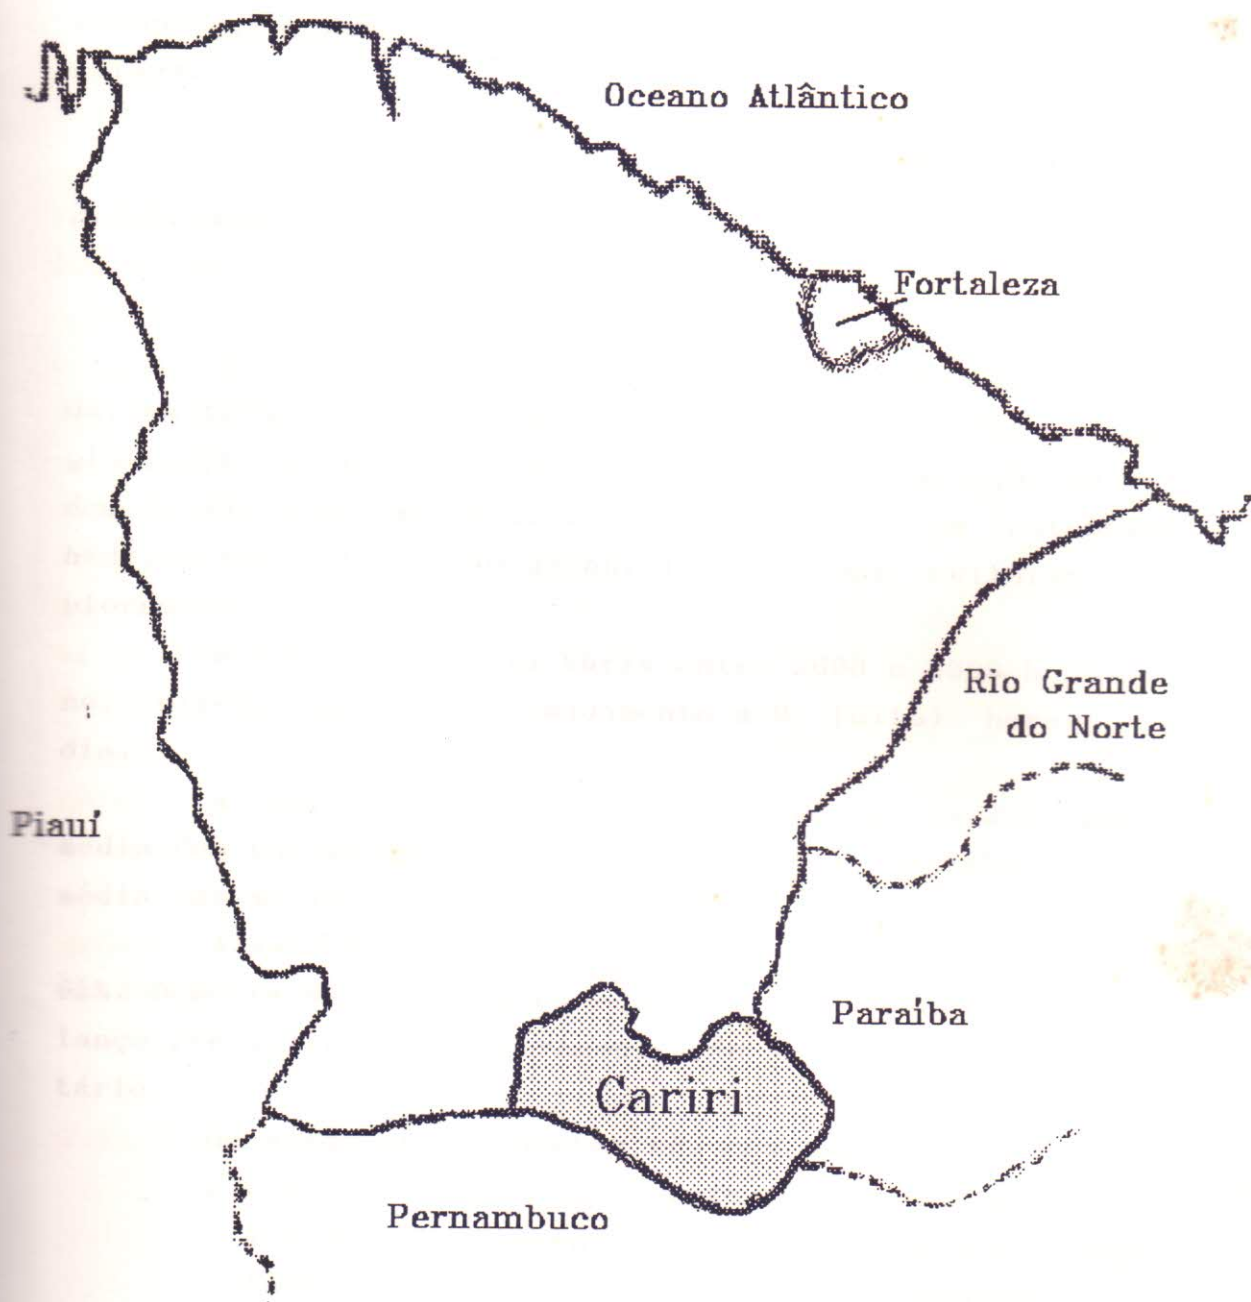 Oceano Atlântico
Fortaleza
Rio Grande
do Norte
Piauí
Paraíba
Cariri
Pernambuco